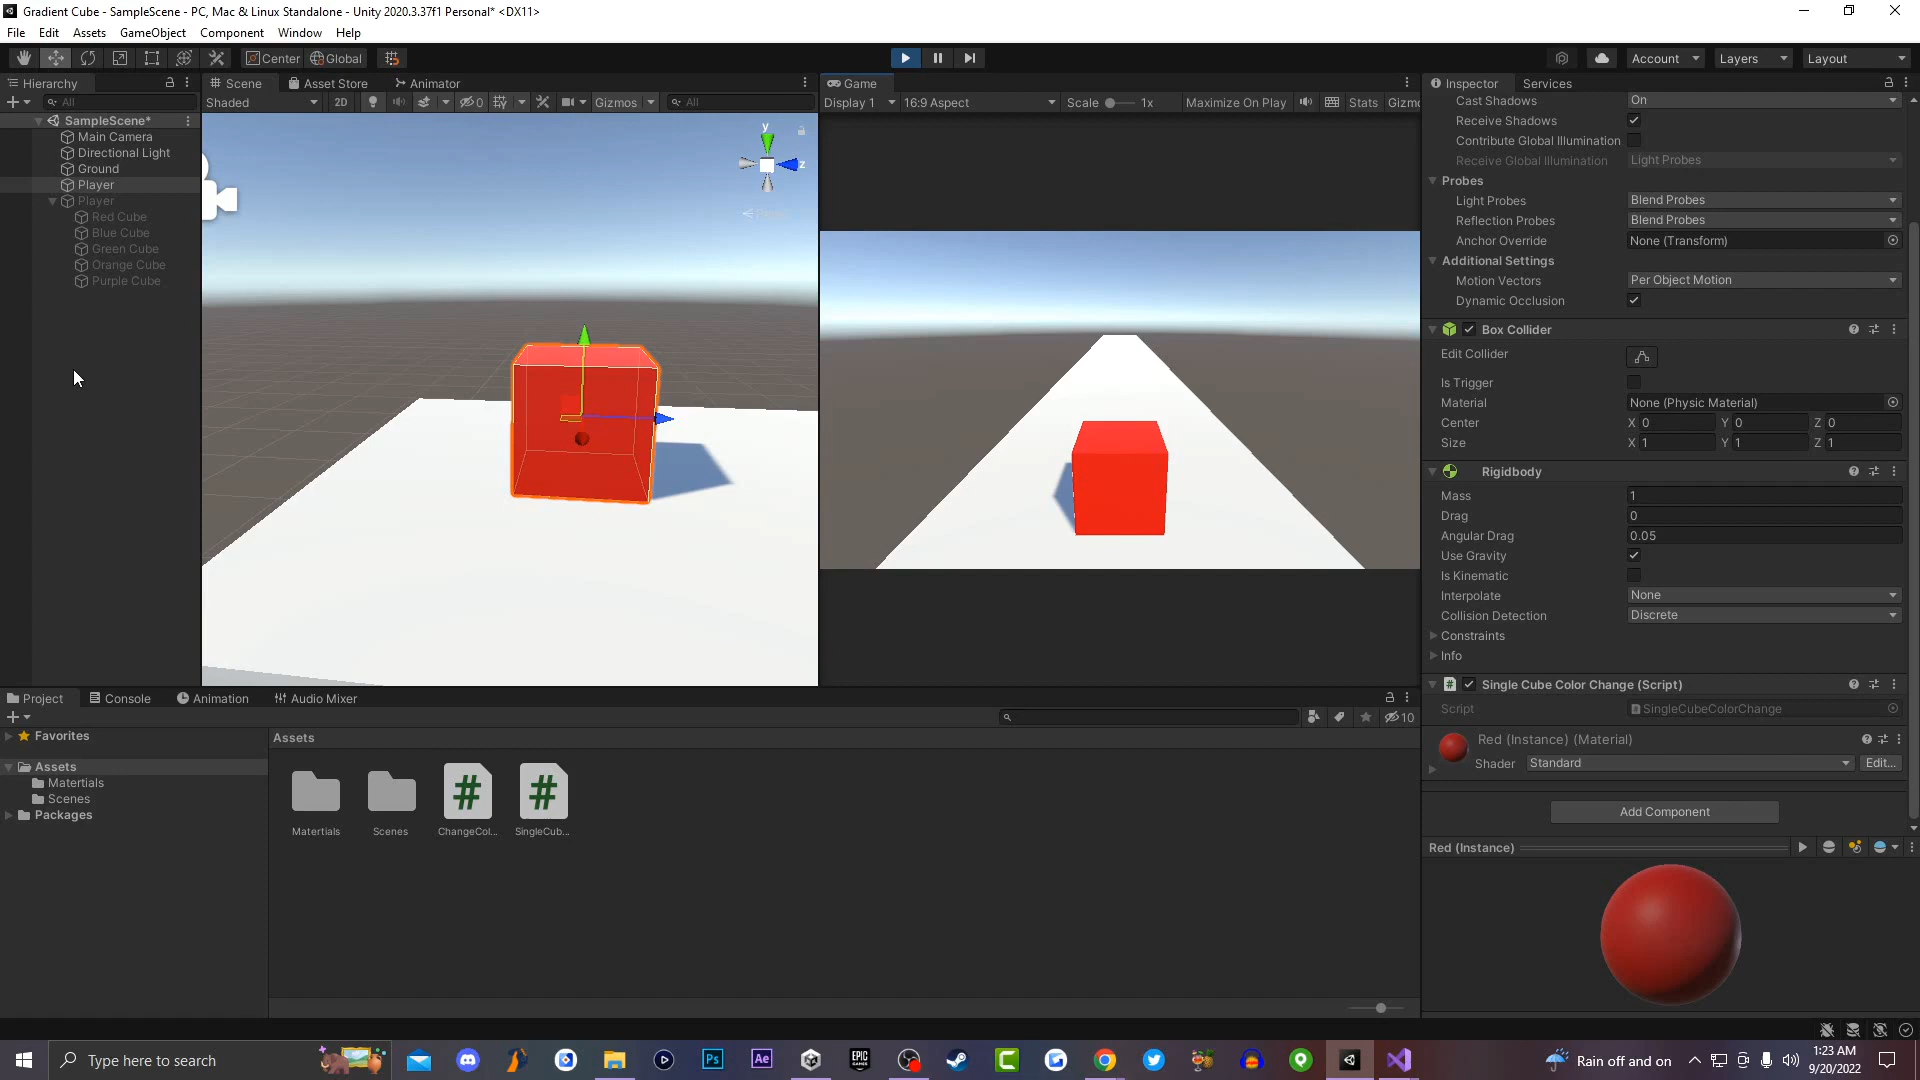 Gradient Cube - SampleScene - PC, Mac & Linux Standalone - Unity 2020.3.37f1 Personal* <DX11>
File Edit Assets GameObject Component Window Help
Center Global
Account Layers Layout
Hierarchy
Scene Asset Store Animator
Game
Inspector Services
All
Shaded 2D 0 Gizmos All
Display 1 16:9 Aspect Scale 1x Maximize On Play Stats Gizmo
SampleScene*
Main Camera
Directional Light
Ground
Player
Player
Red Cube
Blue Cube
Green Cube
Orange Cube
Purple Cube
y
z
Cast Shadows On
Receive Shadows
Contribute Global Illumination
Receive Global Illumination Light Probes
Probes
Light Probes Blend Probes
Reflection Probes Blend Probes
Anchor Override None (Transform)
Additional Settings
Motion Vectors Per Object Motion
Dynamic Occlusion
Box Collider
Edit Collider
Is Trigger
Material None (Physic Material)
Center X 0 Y 0 Z 0
Size X 1 Y 1 Z 1
Rigidbody
Mass 1
Drag 0
Angular Drag 0.05
Use Gravity
Is Kinematic
Interpolate None
Collision Detection Discrete
Constraints
Info
# Single Cube Color Change (Script)
Script SingleCubeColorChange
Red (Instance) (Material)
Shader Standard Edit...
Add Component
Red (Instance)
Project Console Animation Audio Mixer
10
Favorites
Assets
Matertials
Scenes
Packages
Assets
# #
Matertials Scenes ChangeCol... SingleCub...
Type here to search
Ps Ae EPIC GAMES
Rain off and on
1:23 AM
9/20/2022